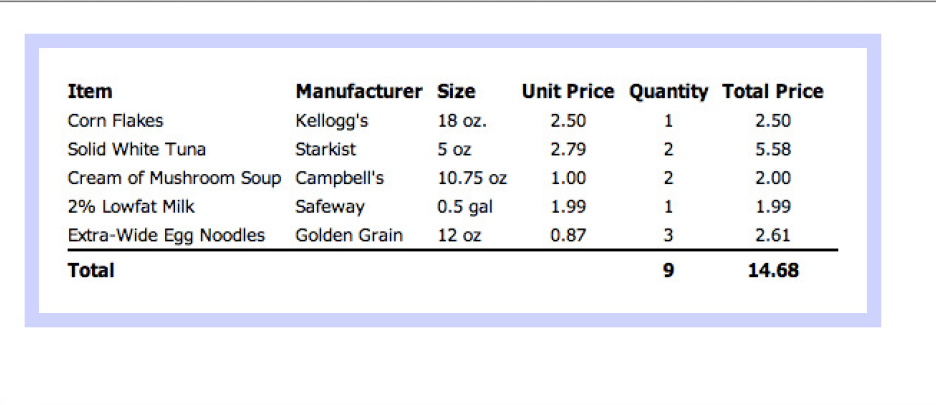 Item Manufacturer Size Unit Price Quantity Total Price
Corn Flakes Kellogg's 18 oz. 2.50 1 2.50
Solid White Tuna Starkist 5 oz 2.79 2 5.58
Cream of Mushroom Soup Campbell's 10.75 oz 1.00 2 2.00
2% Lowfat Milk Safeway 0.5 gal 1.99 1 1.99
Extra-Wide Egg Noodles Golden Grain 12 oz 0.87 3 2.61
Total 9 14.68